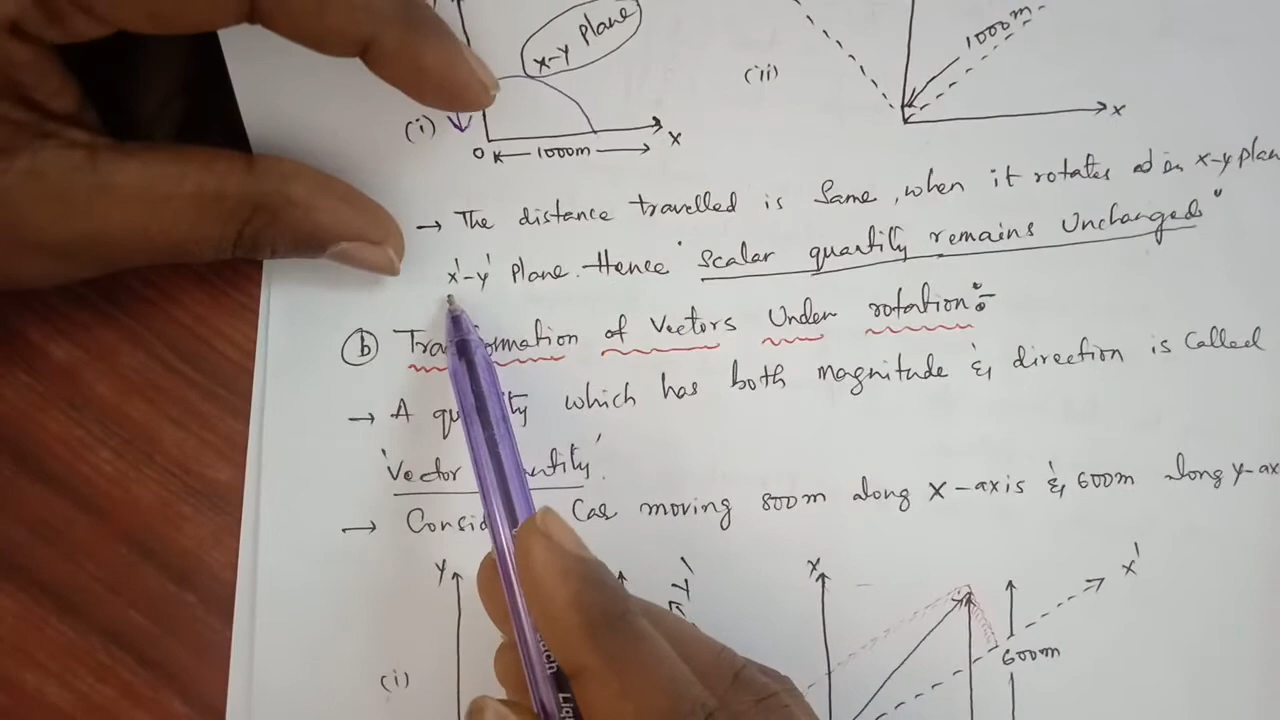 x-y plane
1000m
(ii)
x
(i)
0
1000m
x
→ The distance travelled is Same, when it rotates in x-y plan
x'-y' plane. Hence "Scalar quantity remains Unchanged"
(b) Transformation of Vectors Under rotation:-
→ A quantity which has both magnitude & direction is called
'Vector quantity'.
→ Car moving 800m along X-axis & 600m along y-ax
Y
Y'
X
x'
600m
(i)